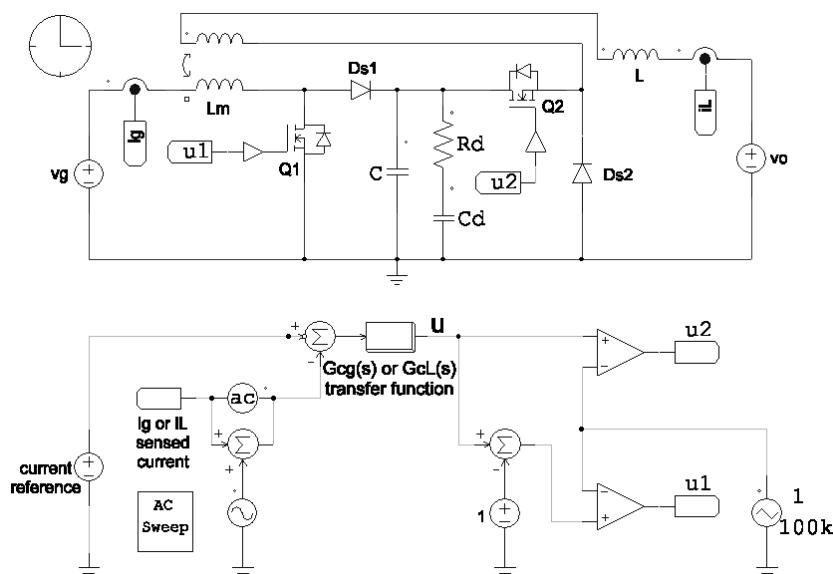 Ds1
L
Lm
Q2
Ig
iL
u1
Q1
Rd
vg
C
u2
Ds2
vo
Cd
u
u2
Gcg(s) or GcL(s)
transfer function
ac
Ig or IL
sensed
current
current
reference
AC
Sweep
1
u1
1
100k